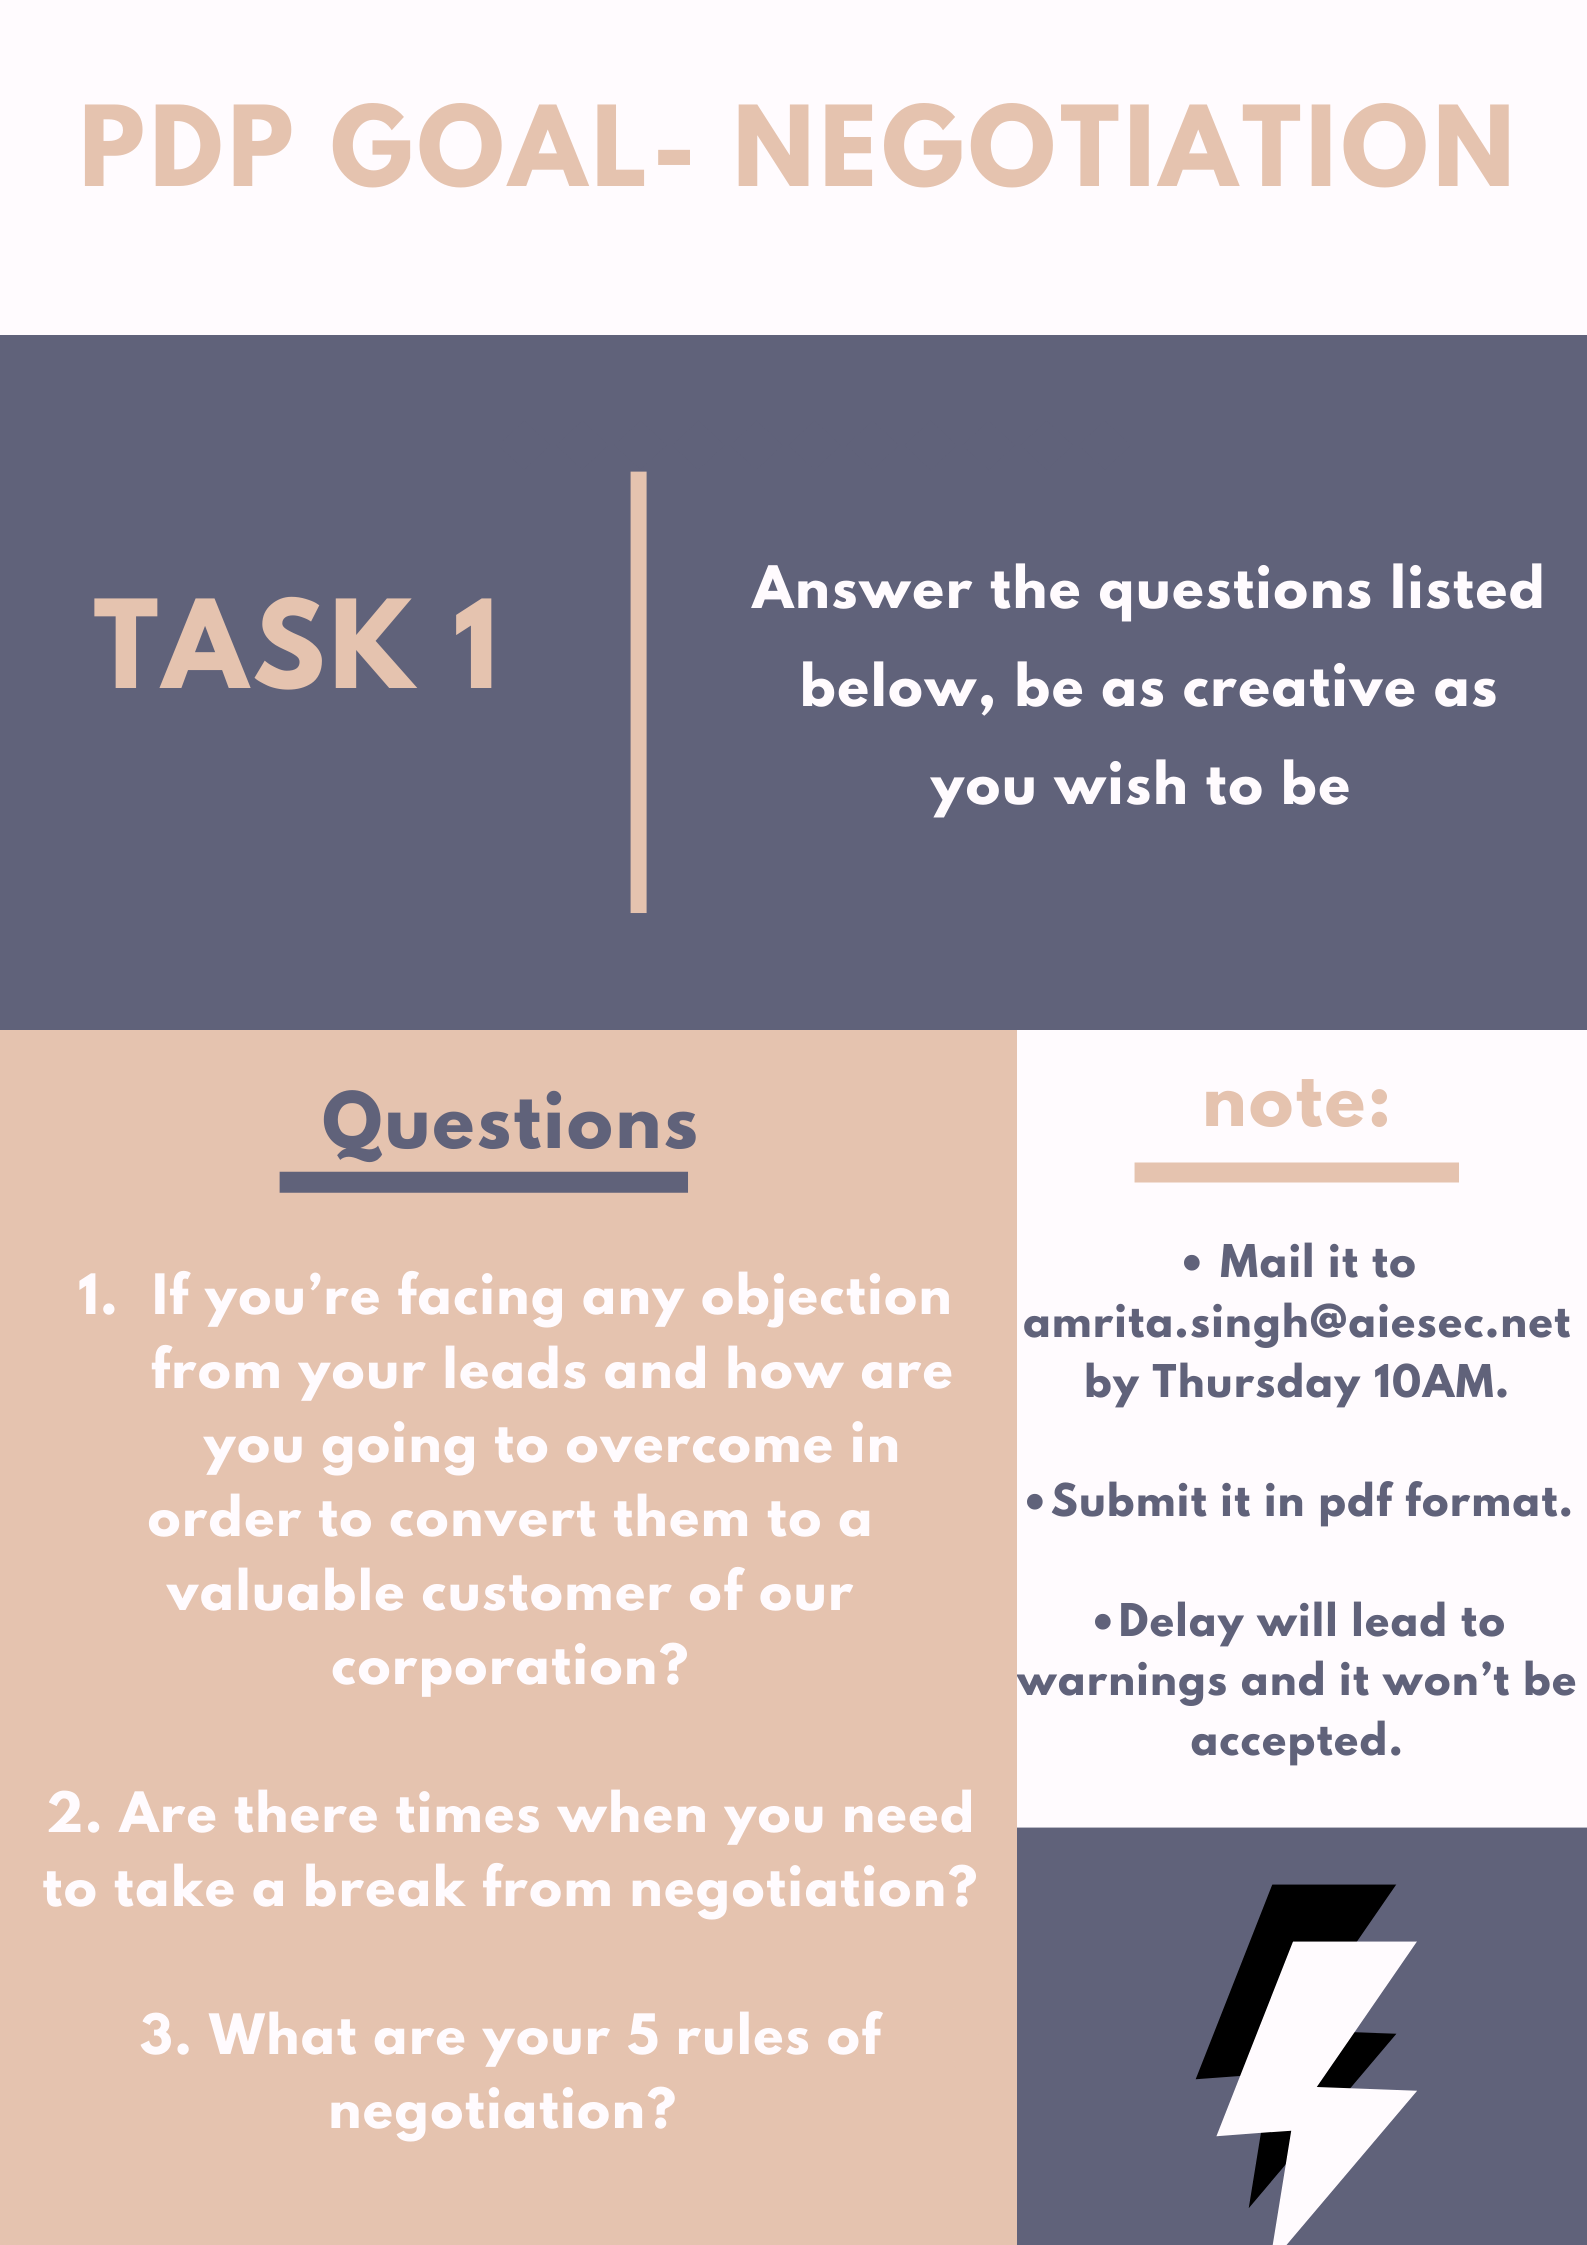 PDP GOAL- NEGOTIATION
TASK 1
Answer the questions listed
below, be as creative as
you wish to be
Questions
1. If you’re facing any objection
from your leads and how are
you going to overcome in
order to convert them to a
valuable customer of our
corporation?
2. Are there times when you need
to take a break from negotiation?
3. What are your 5 rules of
negotiation?
note:
• Mail it to
amrita.singh@aiesec.net
by Thursday 10AM.
•Submit it in pdf format.
•Delay will lead to
warnings and it won’t be
accepted.